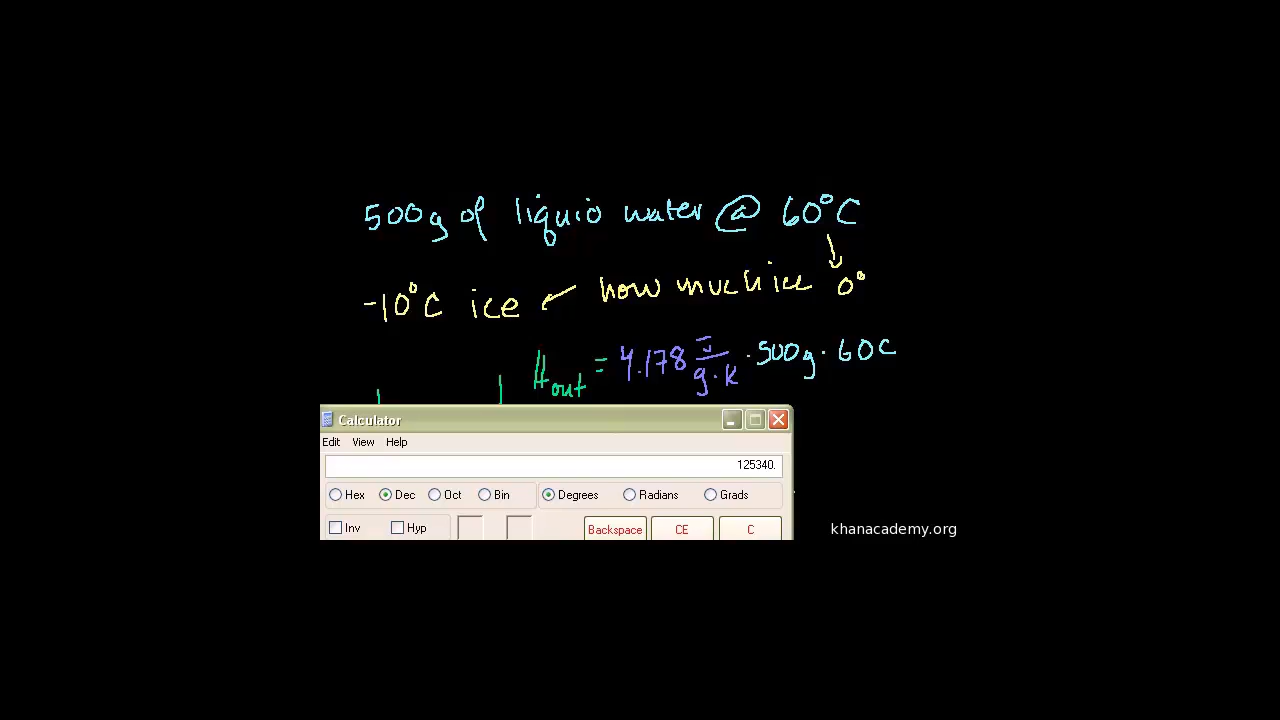 500g of liquid water @ 60°C
-10°C ice how much ice 0°
Hout = 4.178 J/g·K · 500g · 60C
Calculator
Edit View Help
125340.
Hex Dec Oct Bin Degrees Radians Grads
Inv Hyp Backspace CE C
khanacademy.org